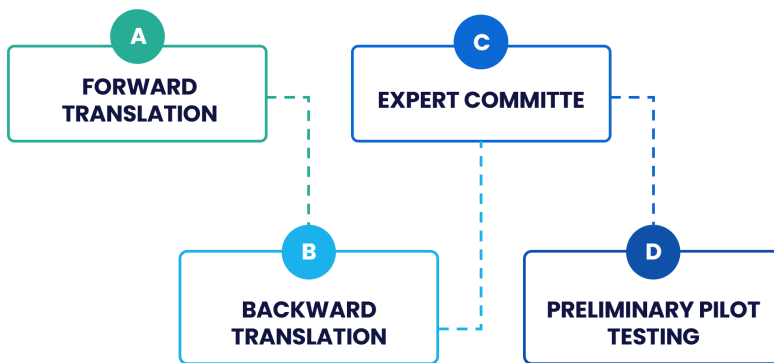 A
FORWARD
TRANSLATION
B
BACKWARD
TRANSLATION
C
EXPERT COMMITTE
D
PRELIMINARY PILOT
TESTING